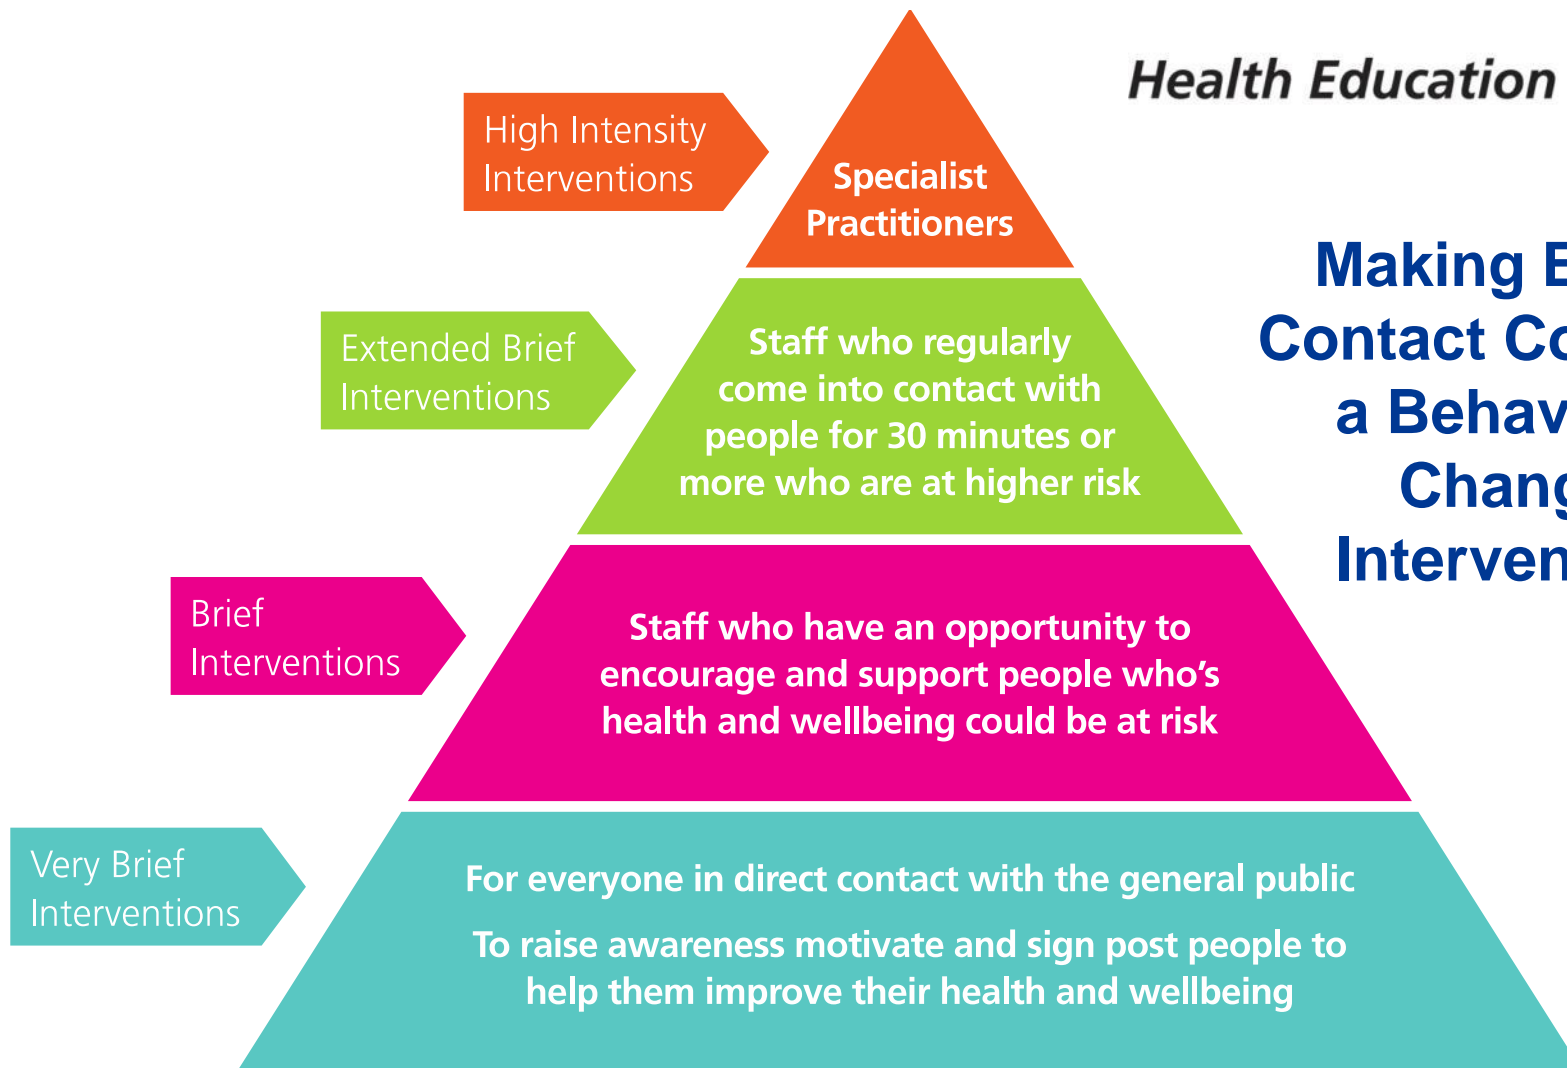 Health Education
High Intensity
Interventions
Specialist
Practitioners
Making
Contact
a
Extended Brief
Interventions
Staff who regularly
come into contact with
people for 30 minutes or
more who are at higher risk
Brief
Interventions
Staff who have an opportunity to
encourage and support people who’s
health and wellbeing could be at risk
Very Brief
Interventions
For everyone in direct contact with the general public
To raise awareness motivate and sign post people to
help them improve their health and wellbeing